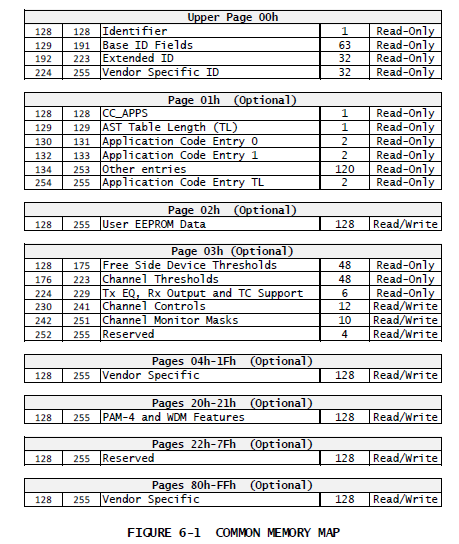 Upper Page 00h
128 128 Identifier 1 Read-Only
129 191 Base ID Fields 63 Read-Only
192 223 Extended ID 32 Read-Only
224 255 Vendor Specific ID 32 Read-Only
Page 01h (Optional)
128 128 CC_APPS 1 Read-Only
129 129 AST Table Length (TL) 1 Read-Only
130 131 Application Code Entry 0 2 Read-Only
132 133 Application Code Entry 1 2 Read-Only
134 253 Other entries 120 Read-Only
254 255 Application Code Entry TL 2 Read-Only
Page 02h (Optional)
128 255 User EEPROM Data 128 Read/Write
Page 03h (Optional)
128 175 Free Side Device Thresholds 48 Read-Only
176 223 Channel Thresholds 48 Read-Only
224 229 Tx EQ, Rx Output and TC Support 6 Read-Only
230 241 Channel Controls 12 Read/Write
242 251 Channel Monitor Masks 10 Read/Write
252 255 Reserved 4 Read/Write
Pages 04h-1Fh (Optional)
128 255 Vendor Specific 128 Read/Write
Pages 20h-21h (Optional)
128 255 PAM-4 and WDM Features 128 Read/Write
Pages 22h-7Fh (Optional)
128 255 Reserved 128 Read/Write
Pages 80h-FFh (Optional)
128 255 Vendor Specific 128 Read/Write
FIGURE 6-1 COMMON MEMORY MAP